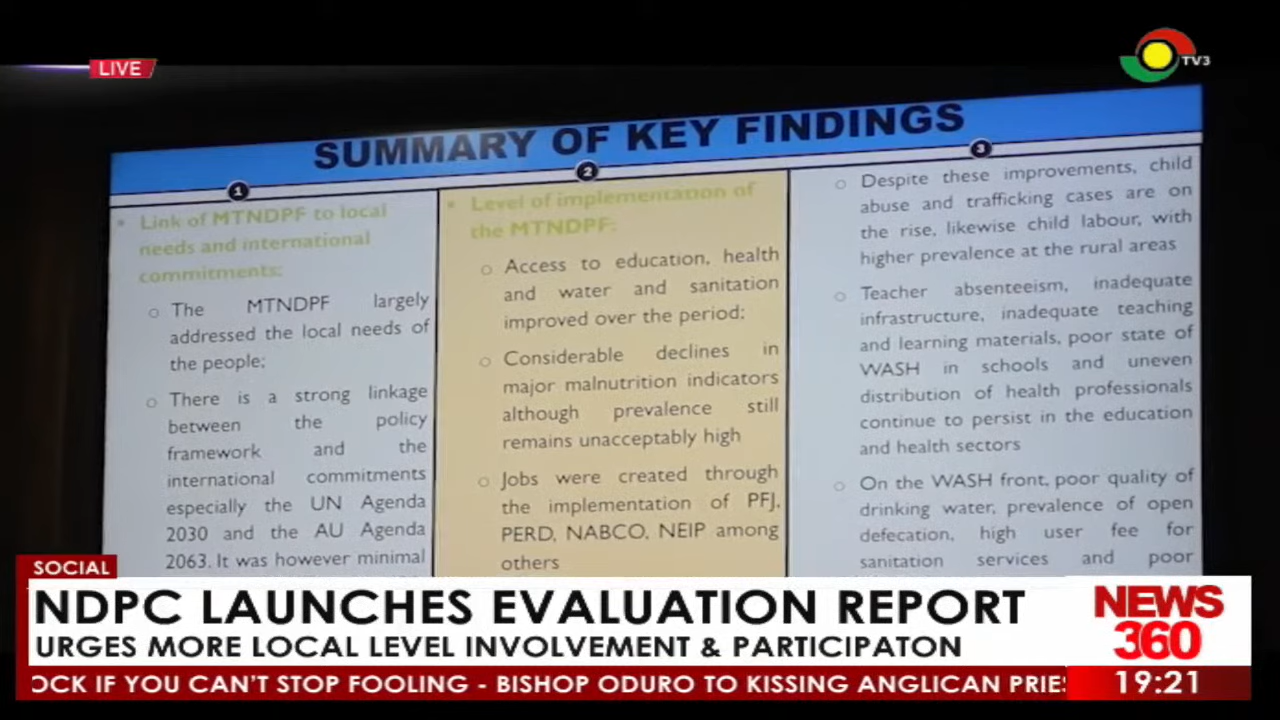 LIVE
TV3
SUMMARY OF KEY FINDINGS
1
2
3
Link of MTNDPF to local
needs and international
commitments:
The MTNDPF largely
addressed the local needs of
the people;
There is a strong linkage
between the policy
framework and the
international commitments
especially the UN Agenda
2030 and the AU Agenda
2063. It was however minimal
Level of implementation of
the MTNDPF:
Access to education, health
and water and sanitation
improved over the period;
Considerable declines in
major malnutrition indicators
although prevalence still
remains unacceptably high
Jobs were created through
the implementation of PFJ,
PERD, NABCO, NEIP among
others
Despite these improvements, child
abuse and trafficking cases are on
the rise, likewise child labour, with
higher prevalence at the rural areas
Teacher absenteeism, inadequate
infrastructure, inadequate teaching
and learning materials, poor state of
WASH in schools and uneven
distribution of health professionals
continue to persist in the education
and health sectors
On the WASH front, poor quality of
drinking water, prevalence of open
defecation, high user fee for
sanitation services and poor
SOCIAL
NDPC LAUNCHES EVALUATION REPORT
URGES MORE LOCAL LEVEL INVOLVEMENT & PARTICIPATON
NEWS
360
OCK IF YOU CAN'T STOP FOOLING - BISHOP ODURO TO KISSING ANGLICAN PRIES
19:21